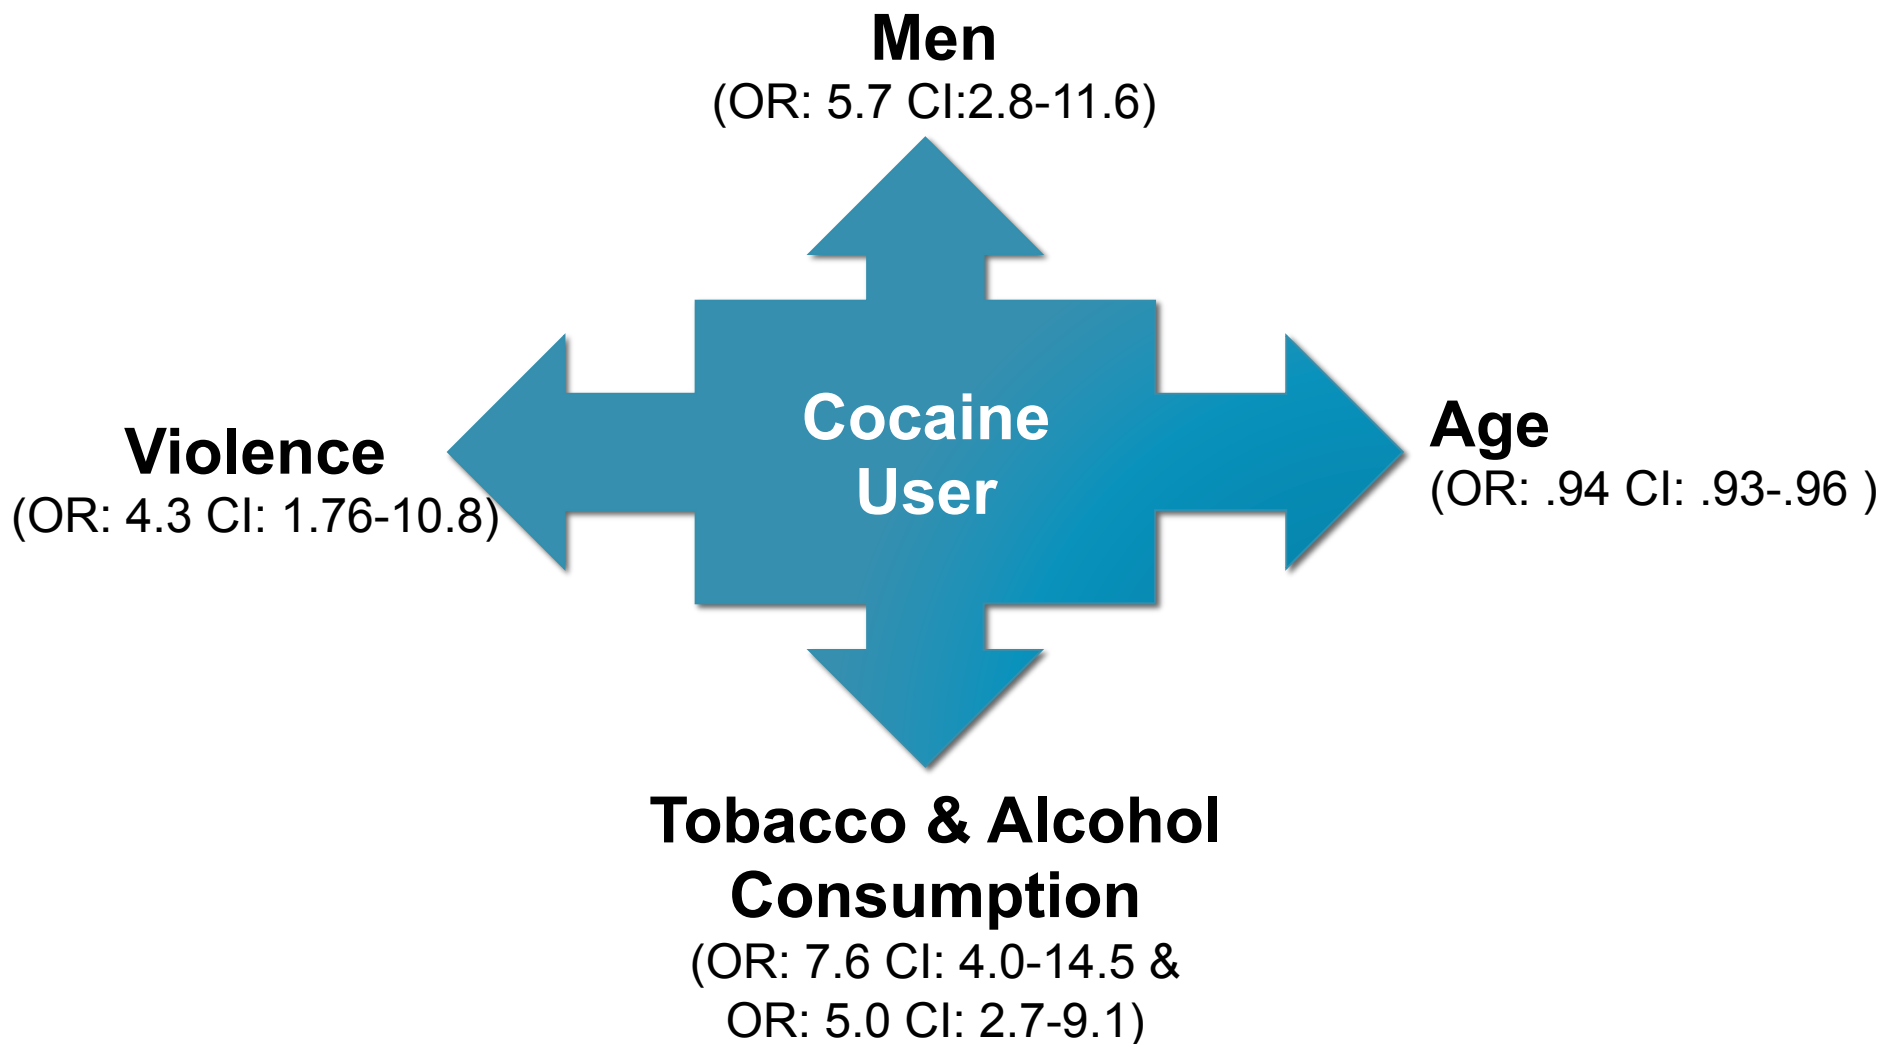 Men
(OR: 5.7 CI:2.8-11.6)
Cocaine
User
Violence
(OR: 4.3 CI: 1.76-10.8)
Age
(OR: .94 CI: .93-.96 )
Tobacco & Alcohol
Consumption
(OR: 7.6 CI: 4.0-14.5 &
OR: 5.0 CI: 2.7-9.1)